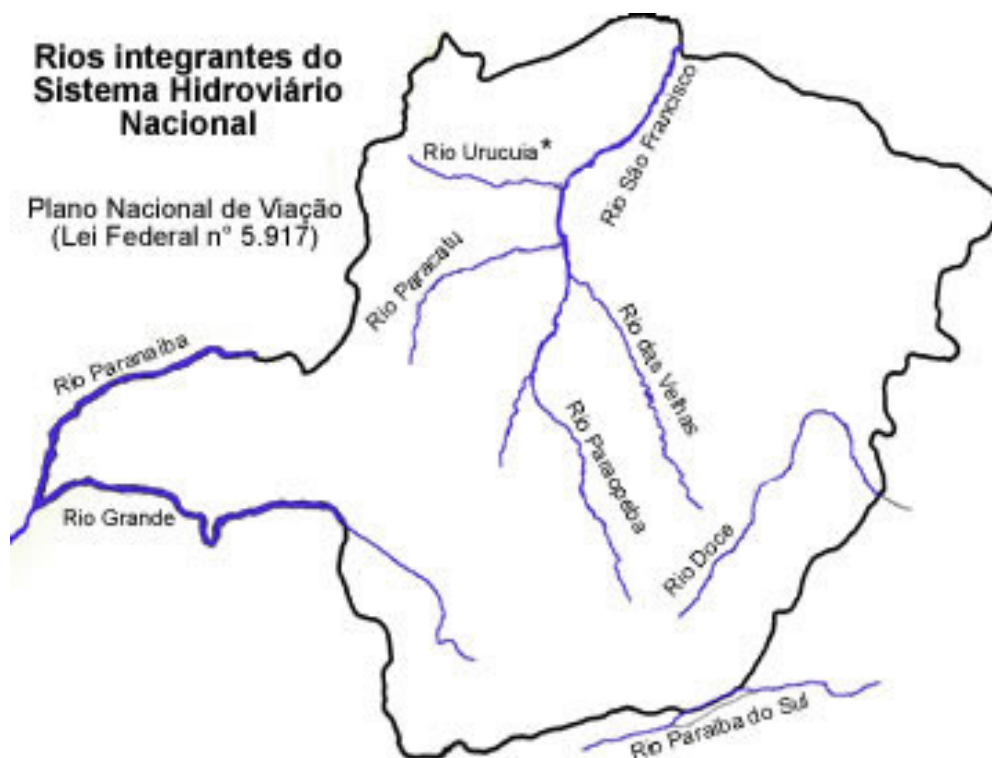 Rios integrantes do
Sistema Hidroviário
Nacional
Plano Nacional de Viação
(Lei Federal n° 5.917)
Rio Urucuia*
Rio São Francisco
Rio Paracatu
Rio das Velhas
Rio Paranaíba
Rio Paraopeba
Rio Grande
Rio Doce
Rio Paraíba do Sul